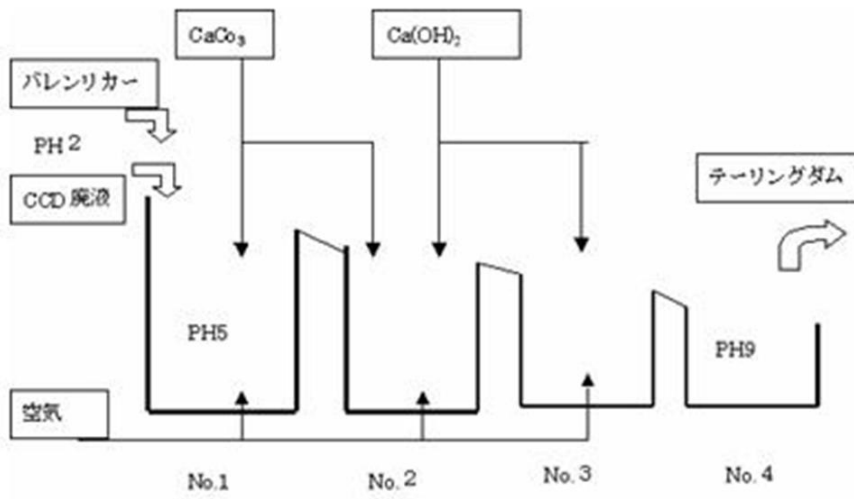 CaCo₃
Ca(OH)₂
バレンリカー
PH2
CCD廃液
テーリングダム
PH5
PH9
空気
No.1
No.2
No.3
No.4